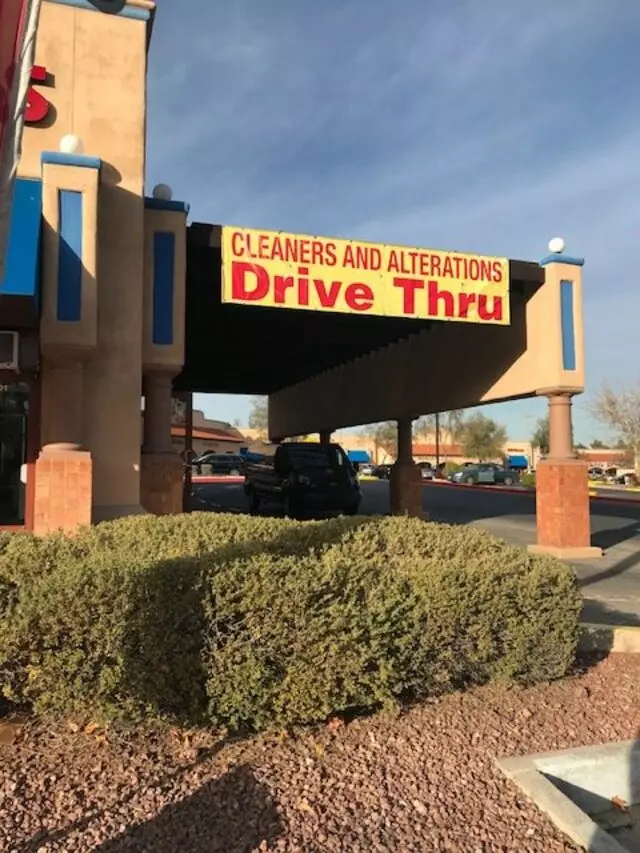 S
CLEANERS AND ALTERATIONS
Drive Thru